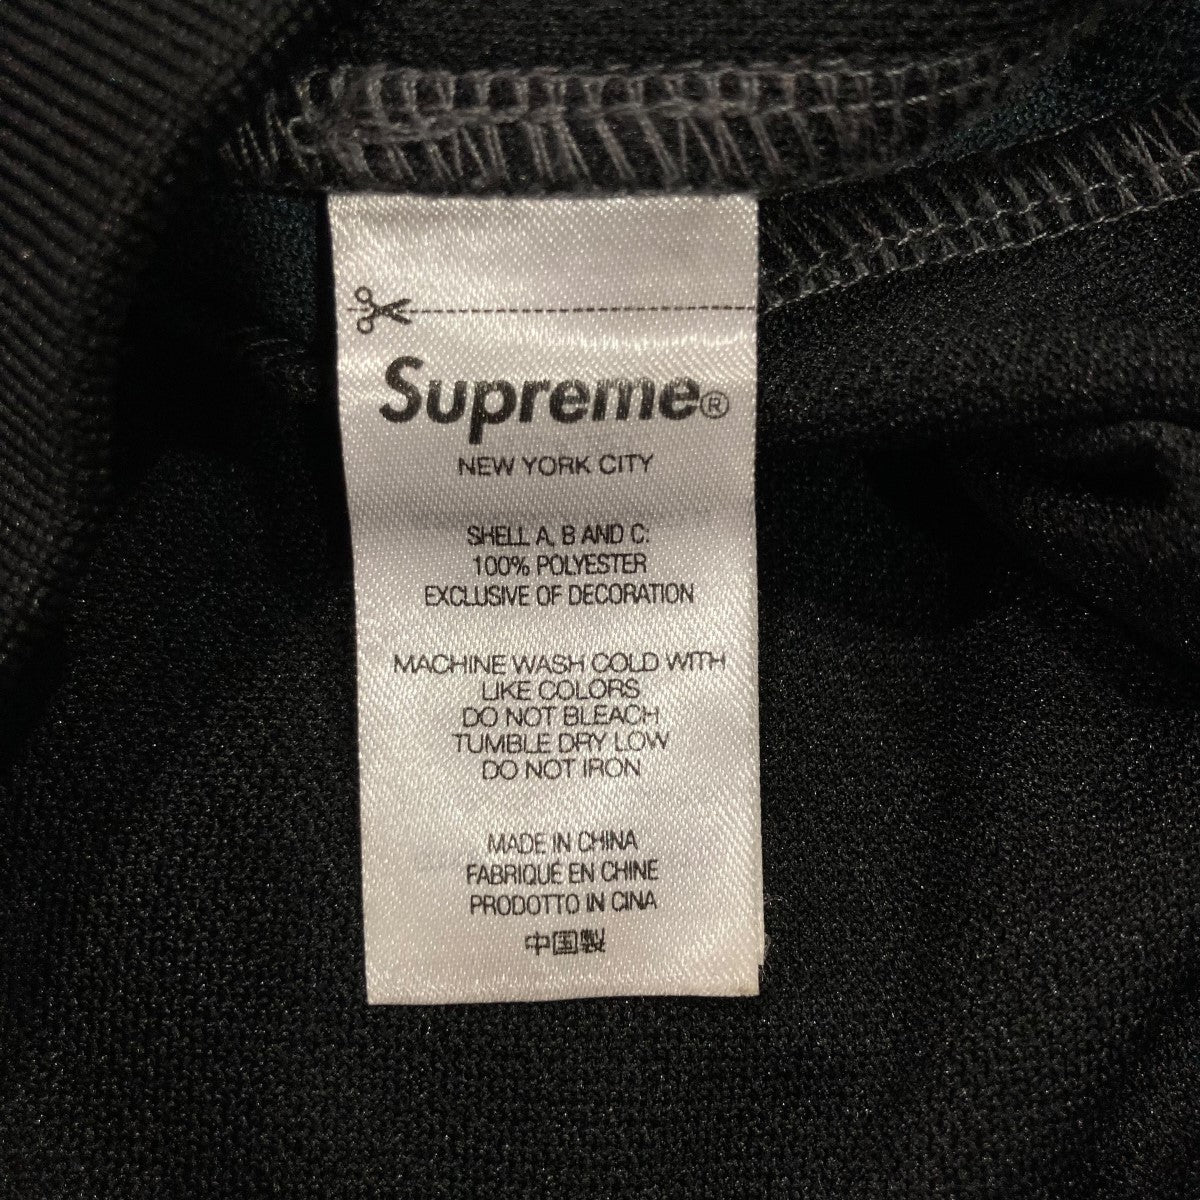 Supreme®
NEW YORK CITY
SHELL A, B AND C:
100% POLYESTER
EXCLUSIVE OF DECORATION
MACHINE WASH COLD WITH
LIKE COLORS
DO NOT BLEACH
TUMBLE DRY LOW
DO NOT IRON
MADE IN CHINA
FABRIQUÉ EN CHINE
PRODOTTO IN CINA
中国製